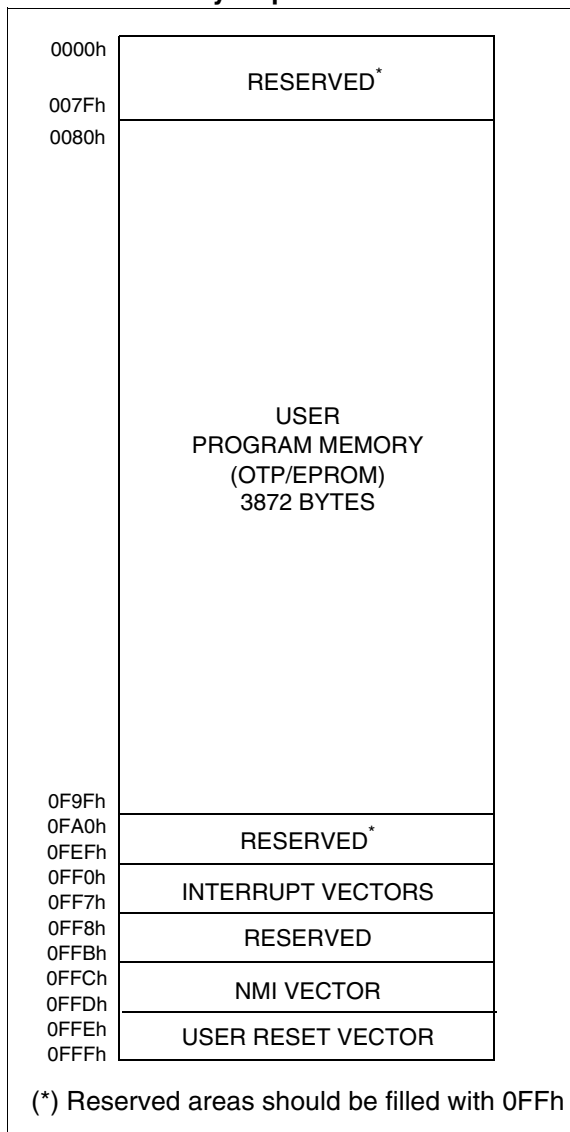 0000h
RESERVED*
007Fh
0080h
USER
PROGRAM MEMORY
(OTP/EPROM)
3872 BYTES
0F9Fh
0FA0h
RESERVED*
0FEFh
0FF0h
INTERRUPT VECTORS
0FF7h
0FF8h
RESERVED
0FFBh
0FFCh
NMI VECTOR
0FFDh
0FFEh
USER RESET VECTOR
0FFFh
(*) Reserved areas should be filled with 0FFh